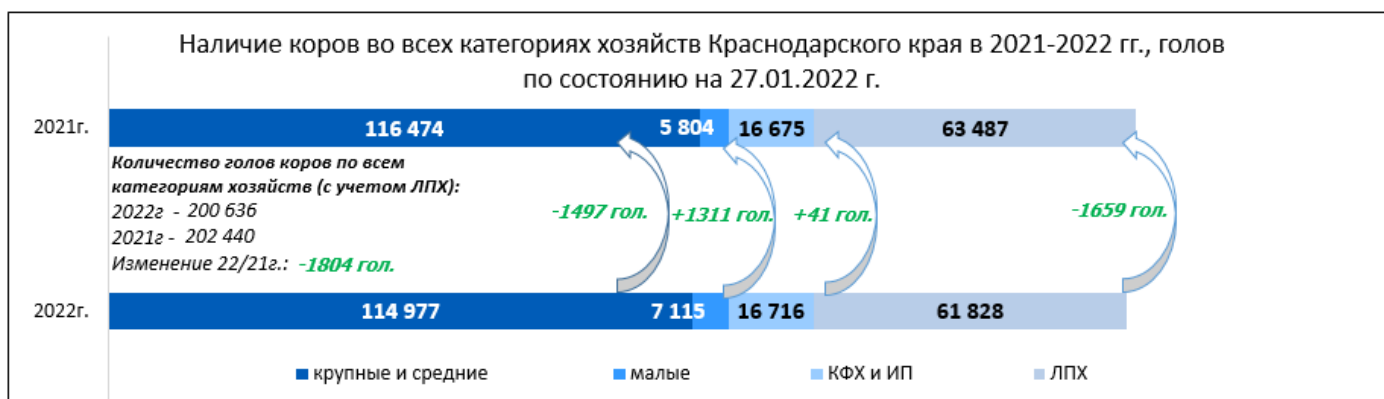 Наличие коров во всех категориях хозяйств Краснодарского края в 2021-2022 гг., голов
по состоянию на 27.01.2022 г.
2021г.
116 474
5 804
16 675
63 487
Количество голов коров по всем
категориям хозяйств (с учетом ЛПХ):
2022г - 200 636
2021г - 202 440
Изменение 22/21г.: -1804 гол.
-1497 гол.
+1311 гол.
+41 гол.
-1659 гол.
2022г.
114 977
7 115
16 716
61 828
крупные и средние
малые
КФХ и ИП
ЛПХ